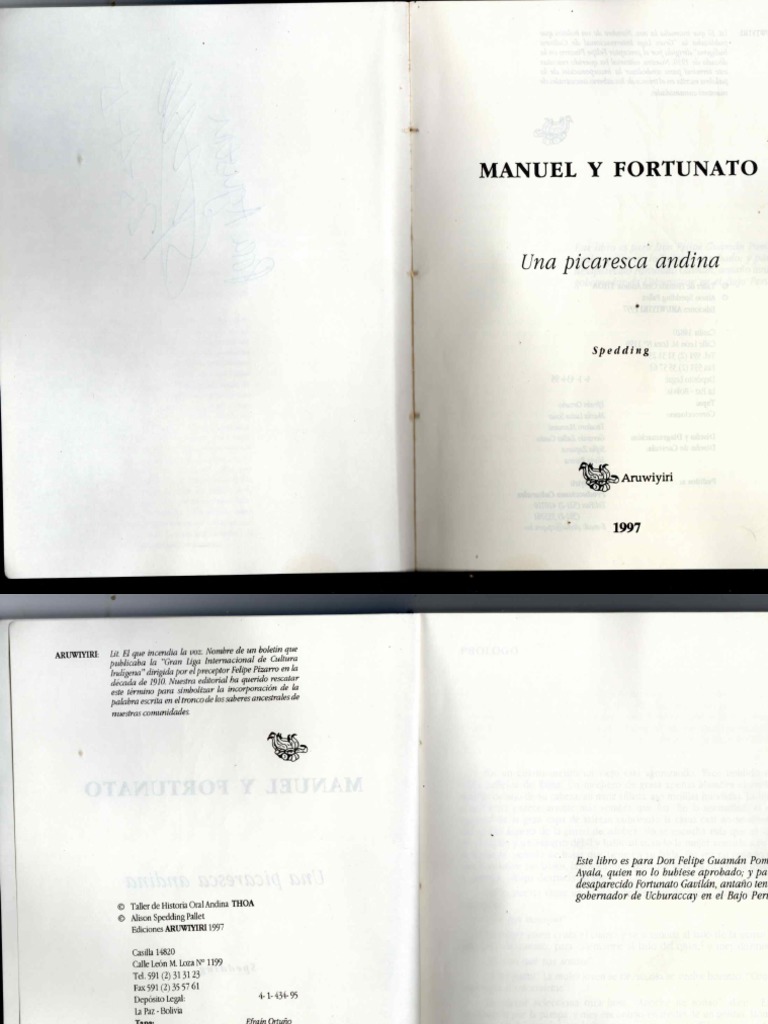 MANUEL Y FORTUNATO
Una picaresca andina
Spedding
Aruwiyiri
1997
ARUWIYIRI: Lit. El que incendia la voz. Nombre de un boletín que
publicaba la "Gran Liga Internacional de Cultura
Indígena" dirigida por el preceptor Felipe Pizarro en la
década de 1910. Nuestra editorial ha querido rescatar
este término para simbolizar la incorporación de la
palabra escrita en el tronco de los saberes ancestrales de
nuestras comunidades.
© Taller de Historia Oral Andina THOA
© Alison Spedding Pallet
Ediciones ARUWIYIRI 1997
Casilla 14820
Calle León M. Loza Nº 1199
Tel. 591 (2) 31 31 23
Fax 591 (2) 35 57 61
Depósito Legal: 4-1-434-95
La Paz - Bolivia
Tapa: Efraín Ortuño
Este libro es para Don Felipe Guamán Pom
Ayala, quien no lo hubiese aprobado; y pa
desaparecido Fortunato Gavilán, antaño ten
gobernador de Uchuraccay en el Bajo Per